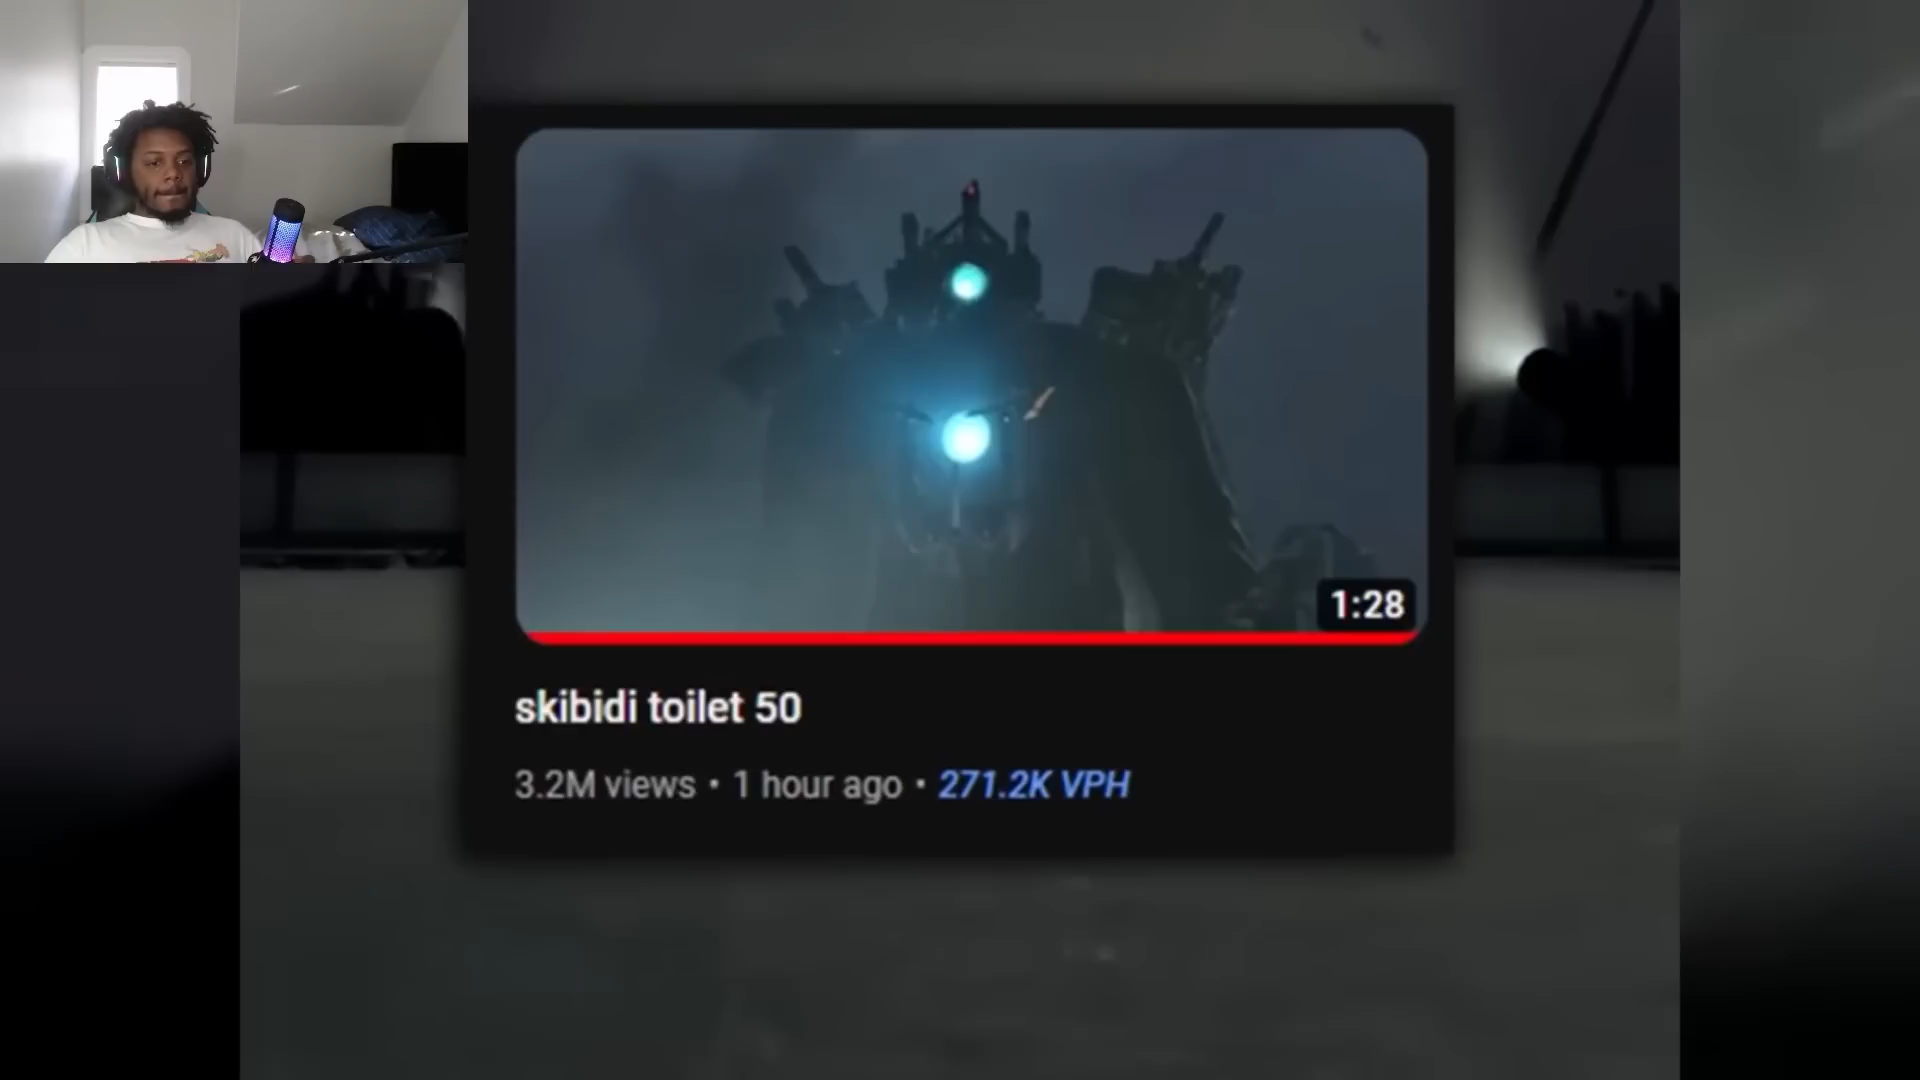 1:28
skibidi toilet 50
3.2M views • 1 hour ago • 271.2K VPH